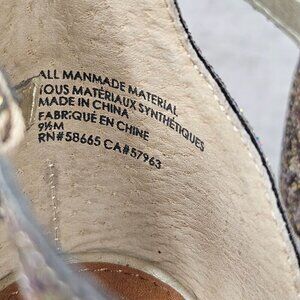 ALL MANMADE MATERIAL
TOUS MATÉRIAUX SYNTHÉTIQUES
MADE IN CHINA
FABRIQUÉ EN CHINE
9½M
RN#58665 CA#57963